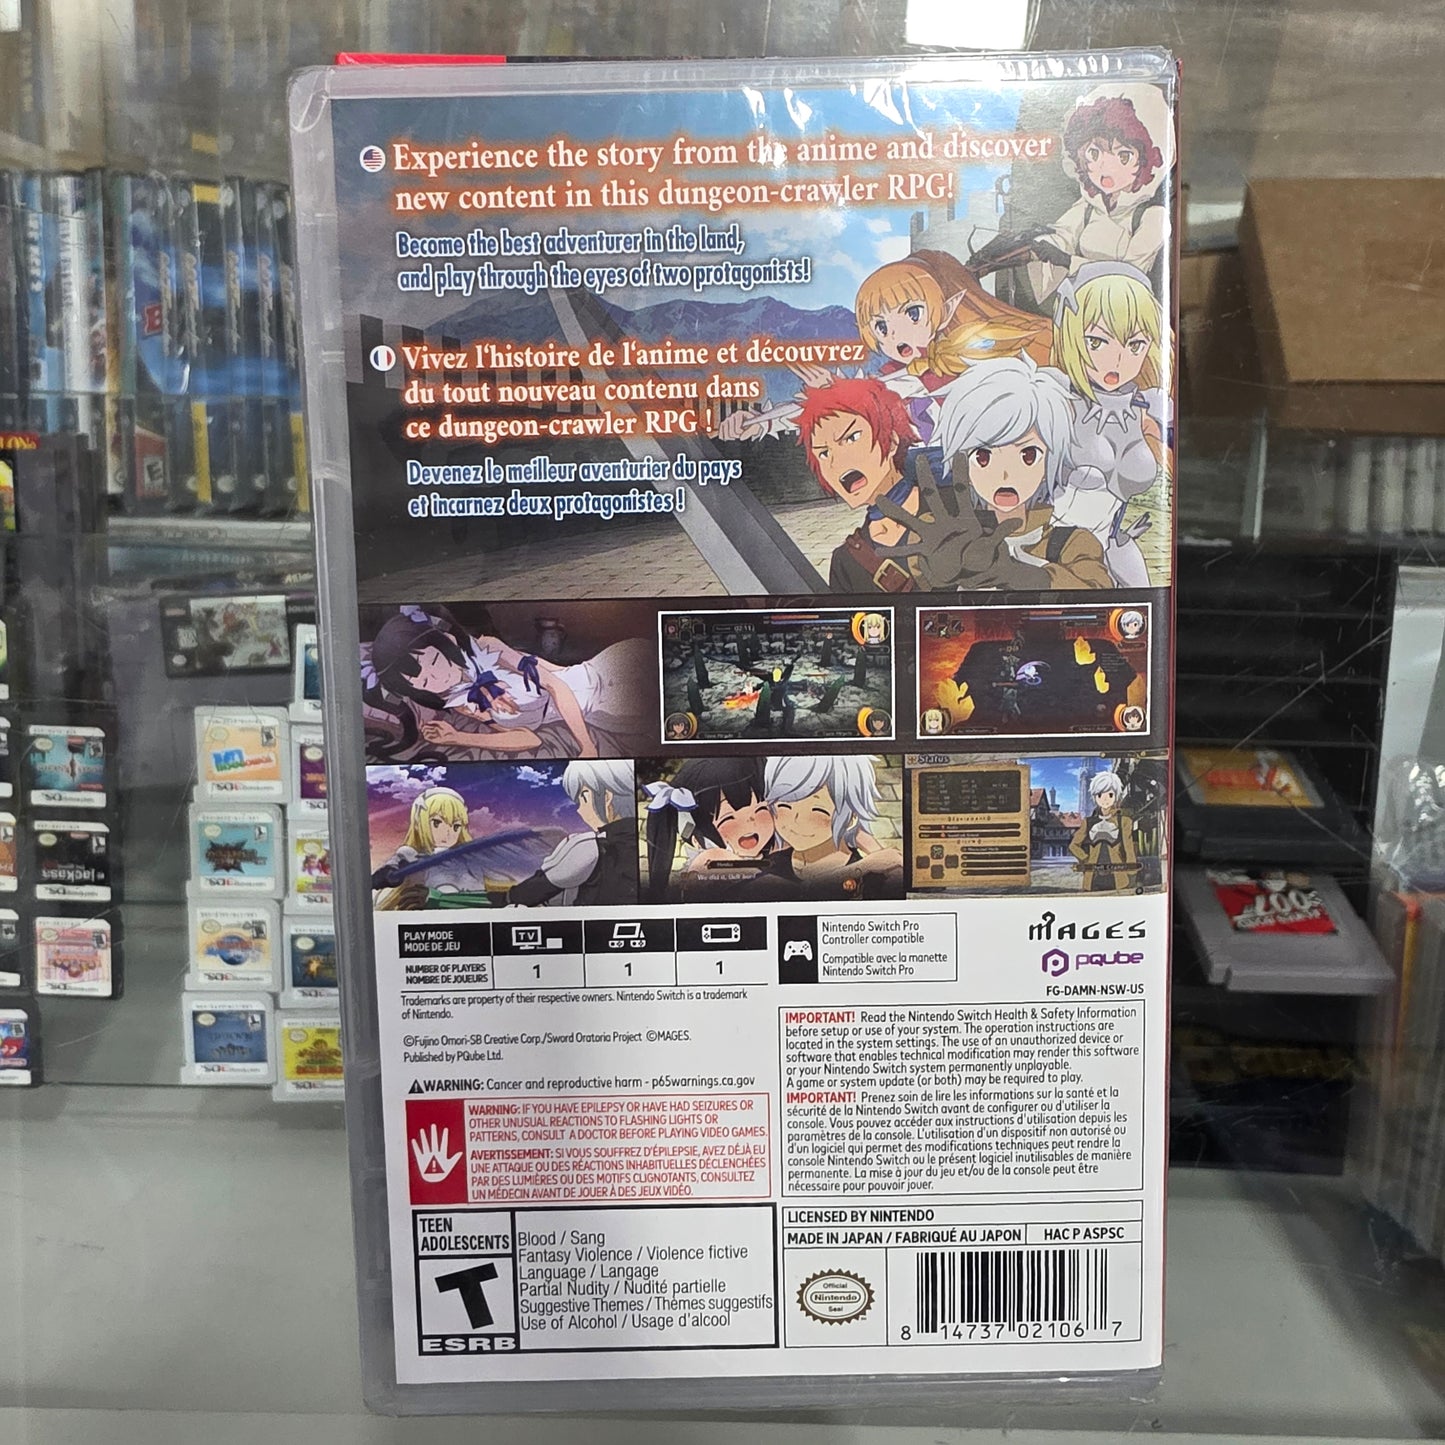 Experience the story from the anime and discover
new content in this dungeon-crawler RPG!
Become the best adventurer in the land,
and play through the eyes of two protagonists!
Vivez l'histoire de l'anime et découvrez
du tout nouveau contenu dans
ce dungeon-crawler RPG !
Devenez le meilleur aventurier du pays
et incarnez deux protagonistes !
Status
We did it, Bell
PLAY MODE
MODE DE JEU
TV
NUMBER OF PLAYERS
NOMBRE DE JOUEURS
1
1
1
Nintendo Switch Pro
Controller compatible
Compatible avec la manette
Nintendo Switch Pro
MAGES
PQube
FG-DAMN-NSW-US
Trademarks are property of their respective owners. Nintendo Switch is a trademark
of Nintendo.
©Fujino Omori-SB Creative Corp./Sword Oratoria Project ©MAGES.
Published by PQube Ltd.
WARNING: Cancer and reproductive harm - p65warnings.ca.gov
WARNING: IF YOU HAVE EPILEPSY OR HAVE HAD SEIZURES OR
OTHER UNUSUAL REACTIONS TO FLASHING LIGHTS OR
PATTERNS, CONSULT A DOCTOR BEFORE PLAYING VIDEO GAMES.
AVERTISSEMENT: SI VOUS SOUFFREZ D'ÉPILEPSIE, AVEZ DÉJÀ EU
UNE ATTAQUE OU DES RÉACTIONS INHABITUELLES DÉCLENCHÉES
PAR DES LUMIÈRES OU DES MOTIFS CLIGNOTANTS, CONSULTEZ
UN MÉDECIN AVANT DE JOUER À DES JEUX VIDÉO.
IMPORTANT! Read the Nintendo Switch Health & Safety Information
before setup or use of your system. The operation instructions are
located in the system settings. The use of an unauthorized device or
software that enables technical modification may render this software
or your Nintendo Switch system permanently unplayable.
A game or system update (or both) may be required to play.
IMPORTANT! Prenez soin de lire les informations sur la santé et la
sécurité de la Nintendo Switch avant de configurer ou d'utiliser la
console. Vous pouvez accéder aux instructions d'utilisation depuis les
paramètres de la console. L'utilisation d'un dispositif non autorisé ou
d'un logiciel qui permet des modifications techniques peut rendre la
console Nintendo Switch ou le présent logiciel inutilisables de manière
permanente. La mise à jour du jeu et/ou de la console peut être
nécessaire pour pouvoir jouer.
TEEN
ADOLESCENTS
T
ESRB
Blood / Sang
Fantasy Violence / Violence fictive
Language / Langage
Partial Nudity / Nudité partielle
Suggestive Themes / Thèmes suggestifs
Use of Alcohol / Usage d'alcool
LICENSED BY NINTENDO
MADE IN JAPAN / FABRIQUÉ AU JAPON
HAC P ASPSC
Official
Nintendo
Seal
8 14737 02106 7
jackass
007